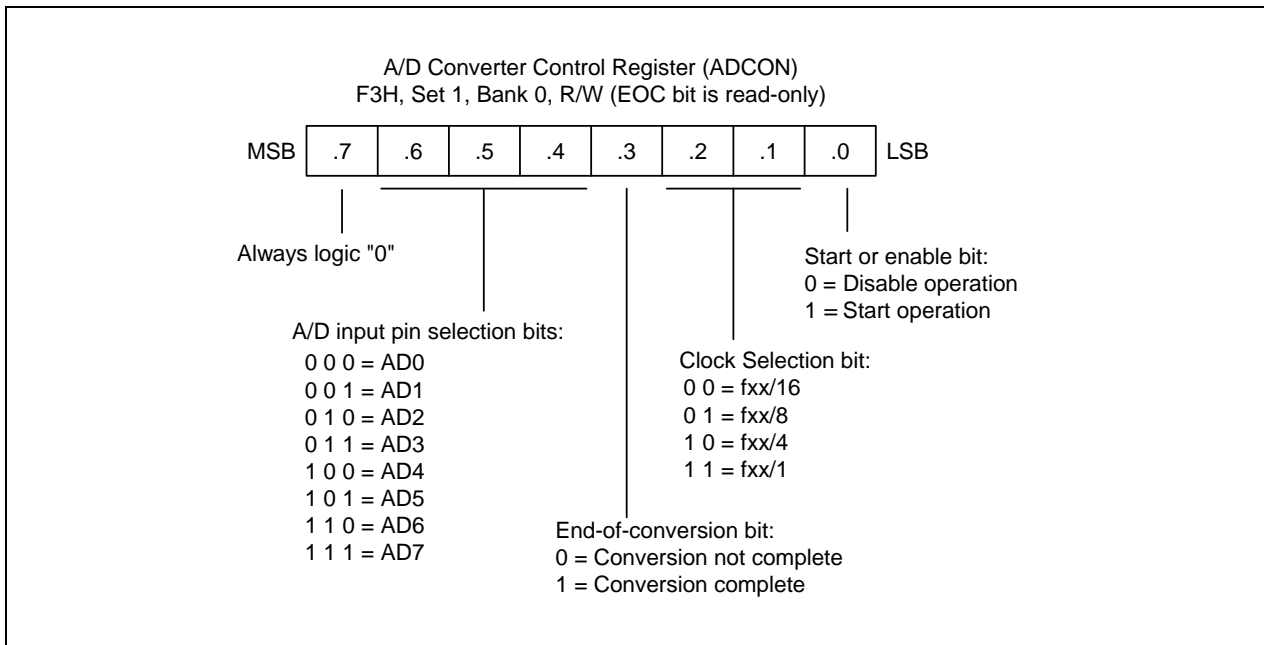 A/D Converter Control Register (ADCON)
F3H, Set 1, Bank 0, R/W (EOC bit is read-only)
MSB .7 .6 .5 .4 .3 .2 .1 .0 LSB
Always logic "0"
A/D input pin selection bits:
0 0 0 = AD0
0 0 1 = AD1
0 1 0 = AD2
0 1 1 = AD3
1 0 0 = AD4
1 0 1 = AD5
1 1 0 = AD6
1 1 1 = AD7
End-of-conversion bit:
0 = Conversion not complete
1 = Conversion complete
Clock Selection bit:
0 0 = fxx/16
0 1 = fxx/8
1 0 = fxx/4
1 1 = fxx/1
Start or enable bit:
0 = Disable operation
1 = Start operation